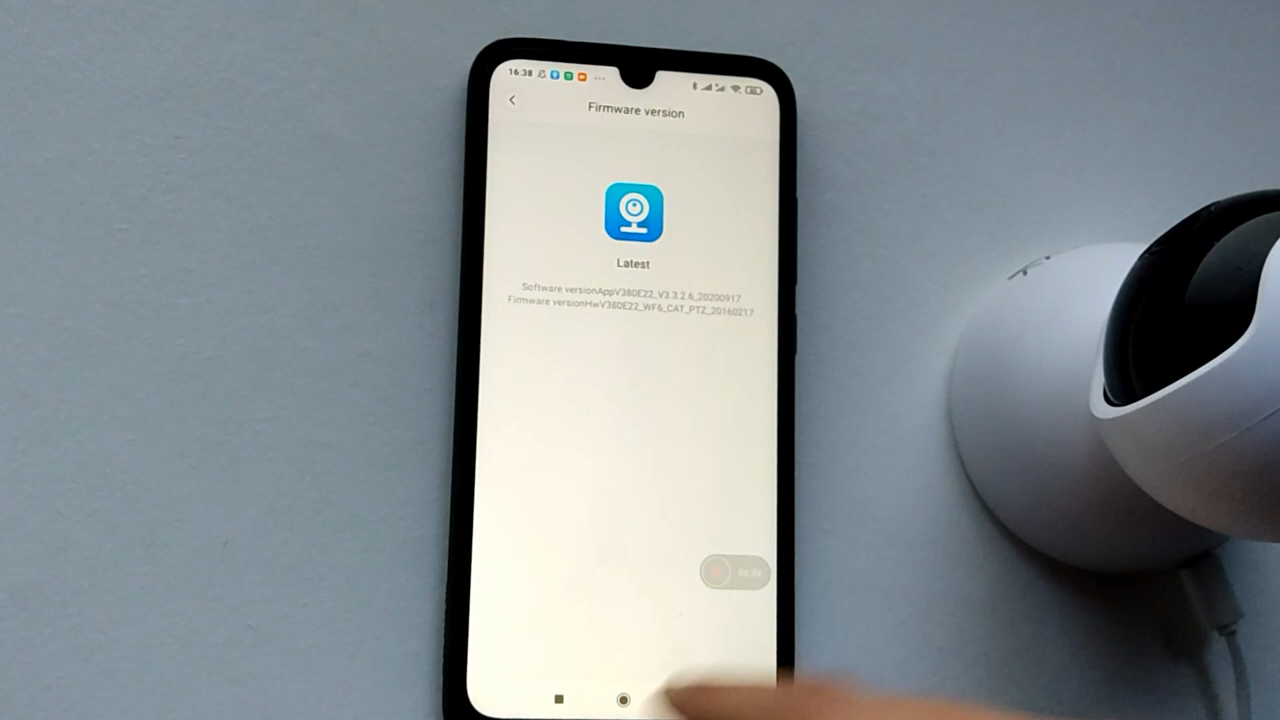 16:38
Firmware version
Latest
Software versionAppV380E22_V3.3.2.6_20200917
Firmware versionHwV380E22_WF6_CAT_PTZ_20160217